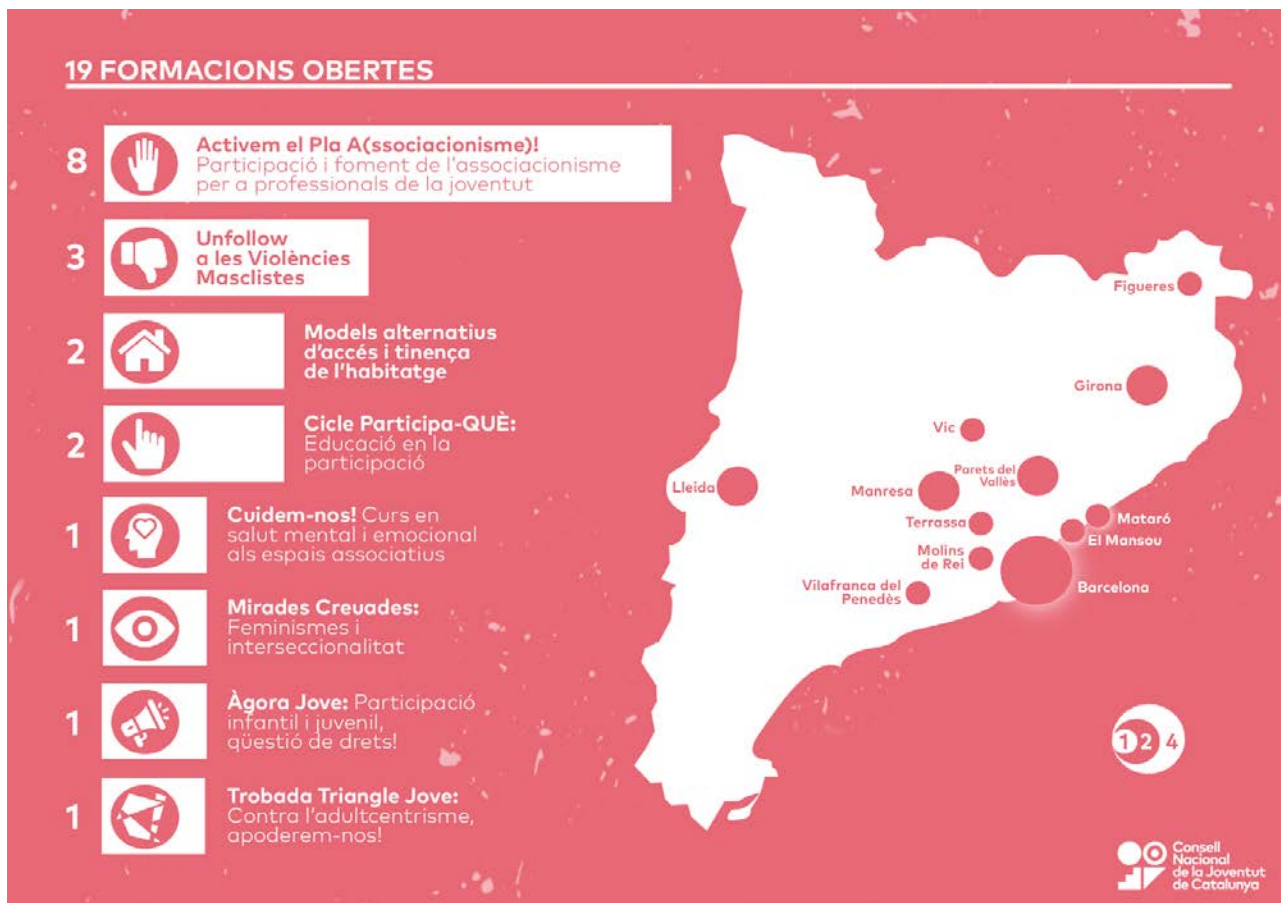 19 FORMACIONS OBERTES
8
Activem el Pla A(ssociacionisme)!
Participació i foment de l'associacionisme
per a professionals de la joventut
3
Unfollow
a les Violències
Masclistes
2
Models alternatius
d'accés i tinença
de l'habitatge
2
Cicle Participa-QUÈ:
Educació en la
participació
1
Cuidem-nos! Curs en
salut mental i emocional
als espais associatius
1
Mirades Creuades:
Feminismes i
interseccionalitat
1
Àgora Jove: Participació
infantil i juvenil,
qüestió de drets!
1
Trobada Triangle Jove:
Contra l'adultcentrisme,
apoderem-nos!
Figueres
Girona
Vic
Parets del
Vallès
Lleida
Manresa
Terrassa
Mataró
El Mansou
Molins
de Rei
Barcelona
Vilafranca del
Penedès
1 2 4
Consell
Nacional
de la Joventut
de Catalunya